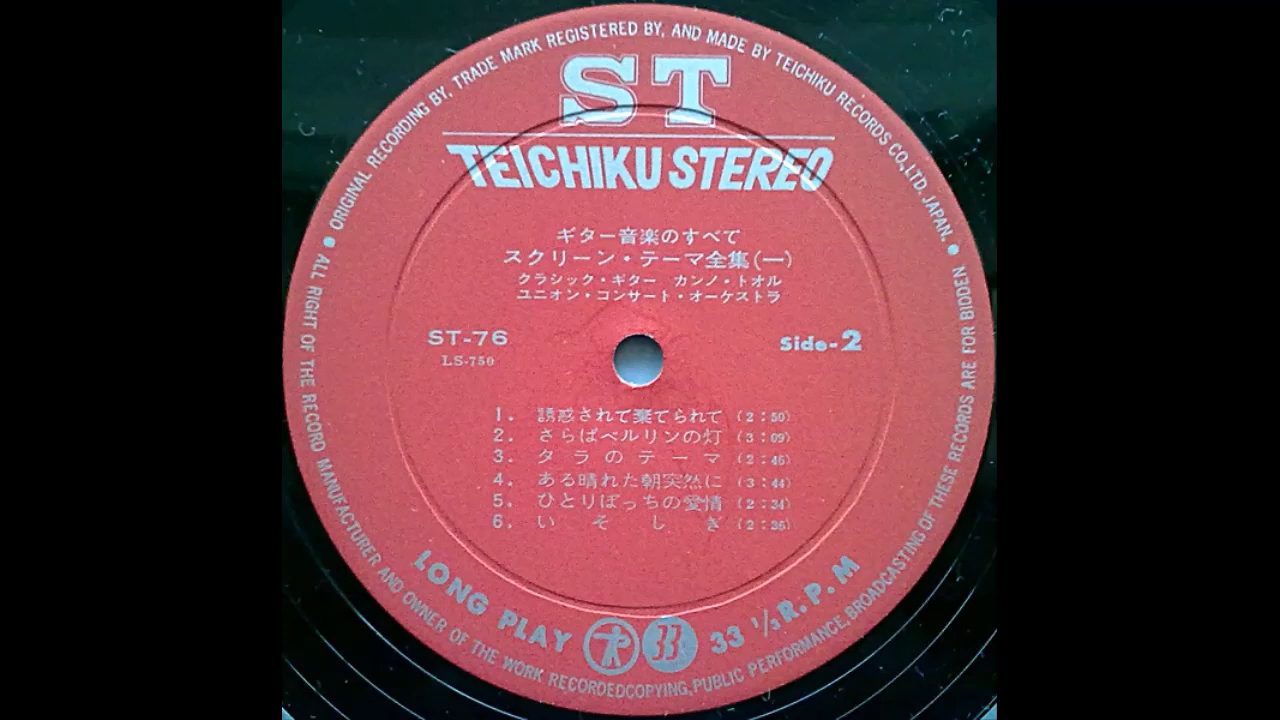 ORIGINAL RECORDING BY, TRADE MARK REGISTERED BY, AND MADE BY TEICHIKU RECORDS CO.,LTD. JAPAN.
ST
TEICHIKU STEREO
ギター音楽のすべて
スクリーン・テーマ全集(一)
クラシック・ギター カンノ・トオル
ユニオン・コンサート・オーケストラ
ST-76
LS-750
Side-2
1. 誘惑されて棄てられて (2:50)
2. さらばベルリンの灯 (3:09)
3. タラのテーマ (2:46)
4. ある晴れた朝突然に (3:44)
5. ひとりぼっちの愛情 (2:34)
6. いそしぎ (2:36)
LONG PLAY 33 33 1/3 R.P.M
ALL RIGHT OF THE RECORD MANUFACTURER AND OWNER OF THE WORK RECORDEDCOPYING,PUBLIC PERFORMANCE,BROADCASTING OF THESE RECORDS ARE FOR BIDDEN